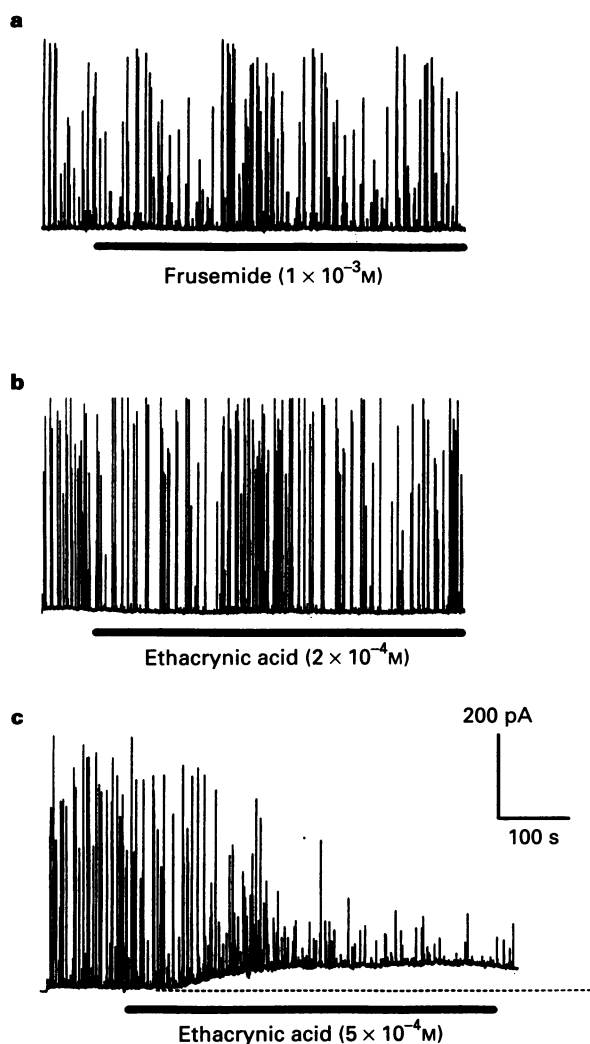 a
Frusemide (1 × 10⁻³M)
b
Ethacrynic acid (2 × 10⁻⁴M)
c
200 pA
100 s
Ethacrynic acid (5 × 10⁻⁴M)